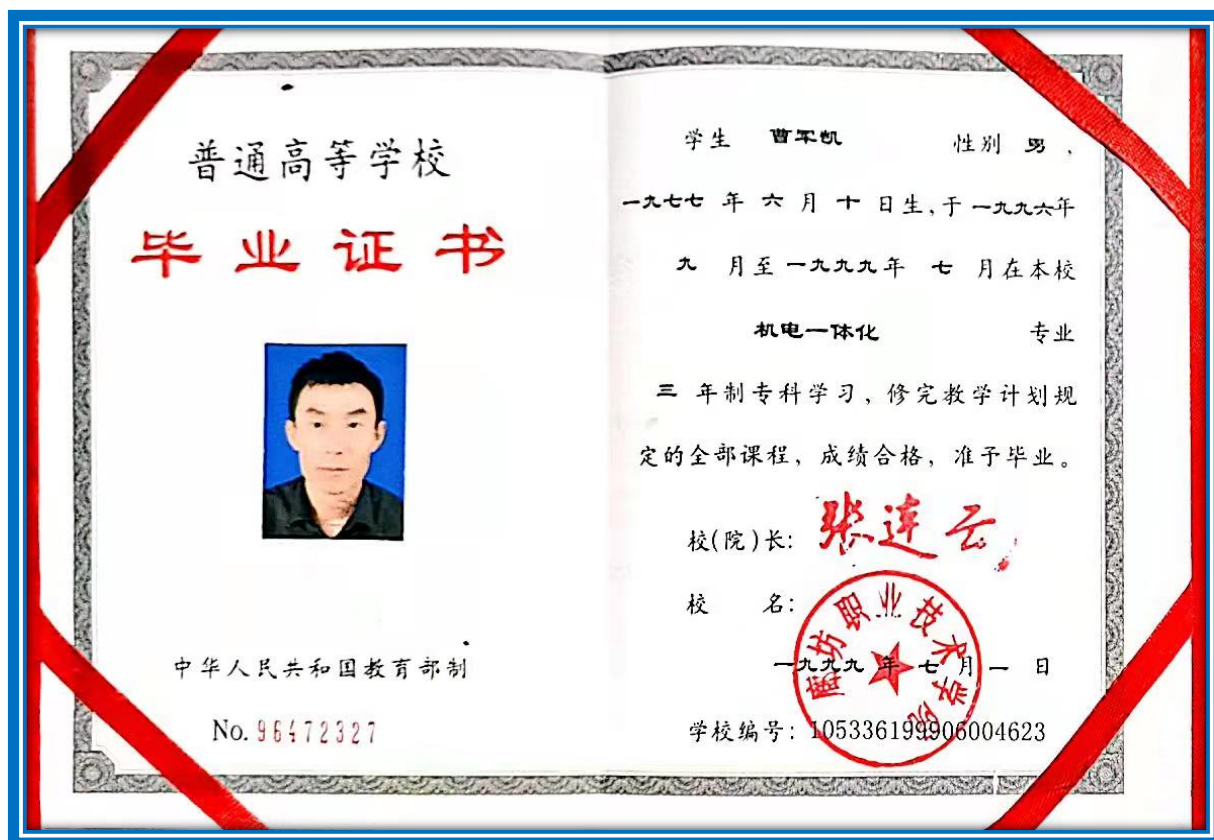 普通高等学校
毕业证书
中华人民共和国教育部制
No. 96472327
学生 曹军凯 性别 男，
一九七七 年 六 月 十 日生，于 一九九六年
九 月至 一九九九年 七 月在本校
机电一体化 专业
三 年制专科学习，修完教学计划规
定的全部课程，成绩合格，准予毕业。
校(院)长: 张连云
校 名:
廊坊职业技术学院
一九九九 年 七 月 一 日
学校编号: 105336199906004623